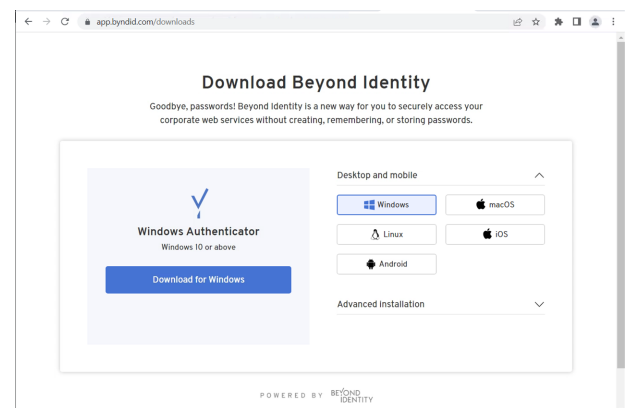 app.byndid.com/downloads
Download Beyond Identity
Goodbye, passwords! Beyond Identity is a new way for you to securely access your
corporate web services without creating, remembering, or storing passwords.
Windows Authenticator
Windows 10 or above
Download for Windows
Desktop and mobile
Windows
macOS
Linux
iOS
Android
Advanced installation
POWERED BY BEYOND
IDENTITY